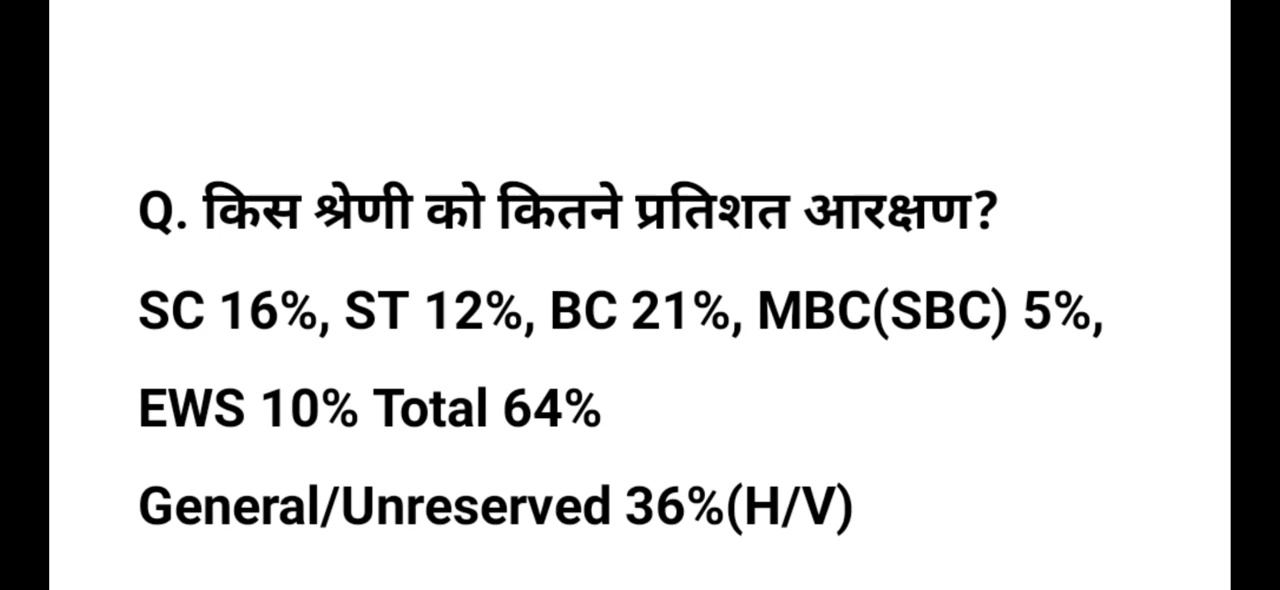 Q. किस श्रेणी को कितने प्रतिशत आरक्षण?
SC 16%, ST 12%, BC 21%, MBC(SBC) 5%,
EWS 10% Total 64%
General/Unreserved 36%(H/V)